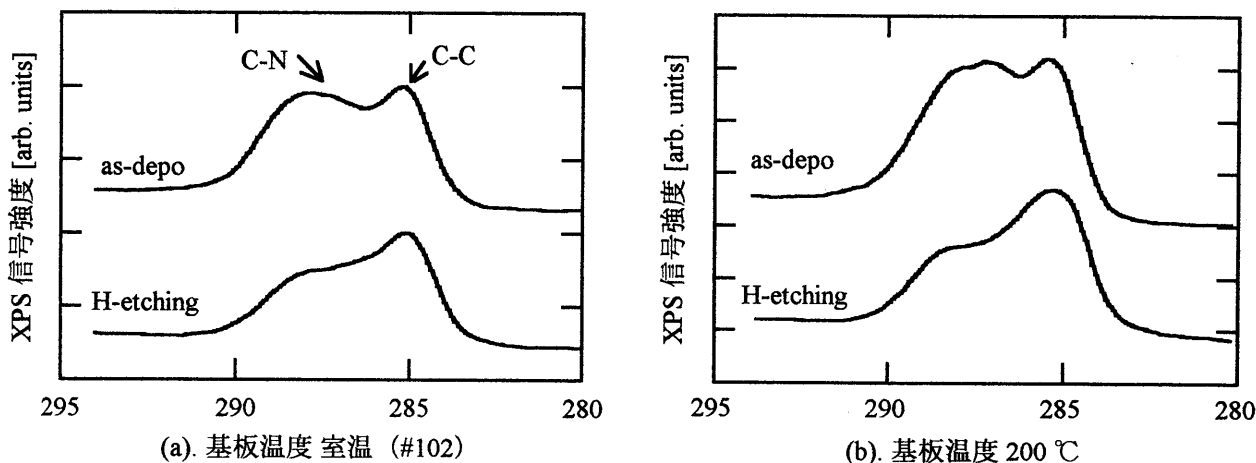 XPS 信号強度 [arb. units]
C-N
C-C
as-depo
H-etching
295
290
285
280
(a). 基板温度 室温 (#102)
XPS 信号強度 [arb. units]
as-depo
H-etching
295
290
285
280
(b). 基板温度 200 ℃